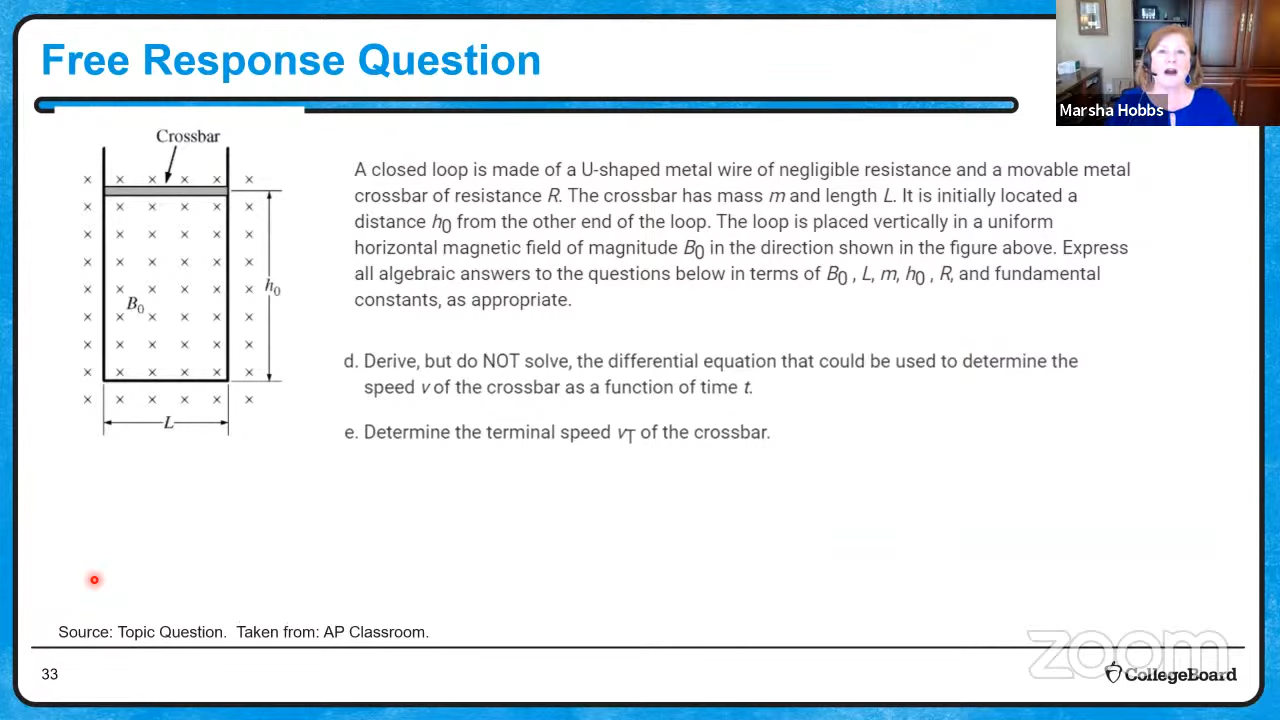 Free Response Question
Marsha Hobbs
Crossbar
A closed loop is made of a U-shaped metal wire of negligible resistance and a movable metal
crossbar of resistance R. The crossbar has mass m and length L. It is initially located a
distance h0 from the other end of the loop. The loop is placed vertically in a uniform
horizontal magnetic field of magnitude B0 in the direction shown in the figure above. Express
all algebraic answers to the questions below in terms of B0 , L, m, h0 , R, and fundamental
constants, as appropriate.
h0
B0
L
d. Derive, but do NOT solve, the differential equation that could be used to determine the
speed v of the crossbar as a function of time t.
e. Determine the terminal speed vT of the crossbar.
Source: Topic Question. Taken from: AP Classroom.
zoom
33
CollegeBoard